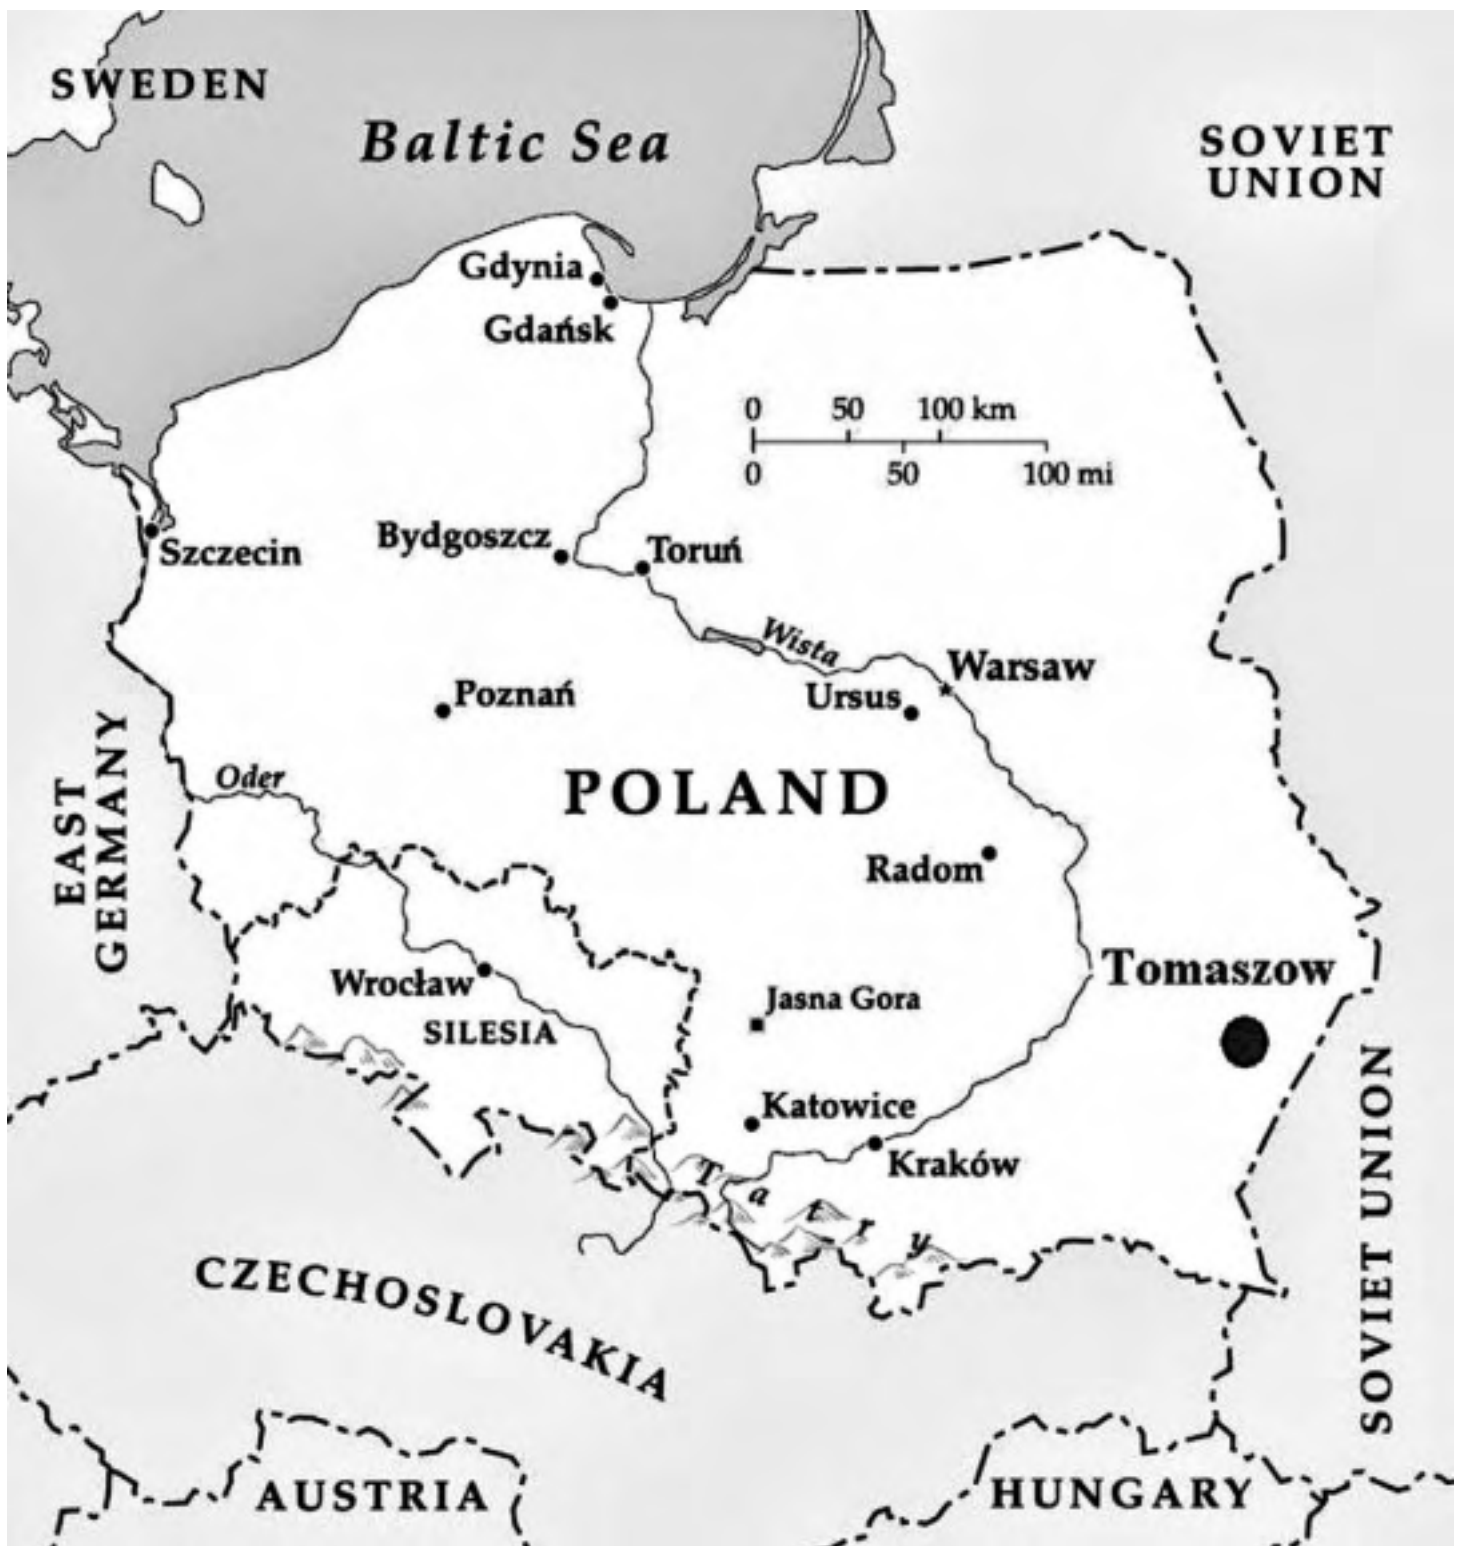 SWEDEN
Baltic Sea
SOVIET
UNION
Gdynia
Gdańsk
0 50 100 km
0 50 100 mi
Szczecin
Bydgoszcz
Toruń
Wista
Warsaw
Ursus
Poznań
EAST
GERMANY
Oder
POLAND
Radom
Tomaszow
Wrocław
SILESIA
Jasna Gora
Katowice
Kraków
Tatry
SOVIET UNION
CZECHOSLOVAKIA
AUSTRIA
HUNGARY